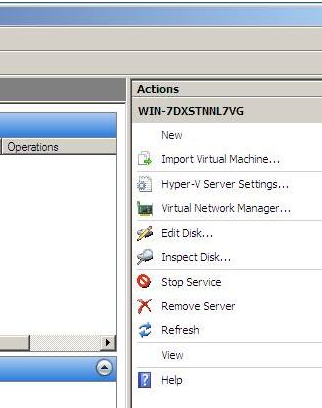 Actions
WIN-7DXSTNNL7VG
Operations
New
Import Virtual Machine...
Hyper-V Server Settings...
Virtual Network Manager...
Edit Disk...
Inspect Disk...
Stop Service
Remove Server
Refresh
View
Help